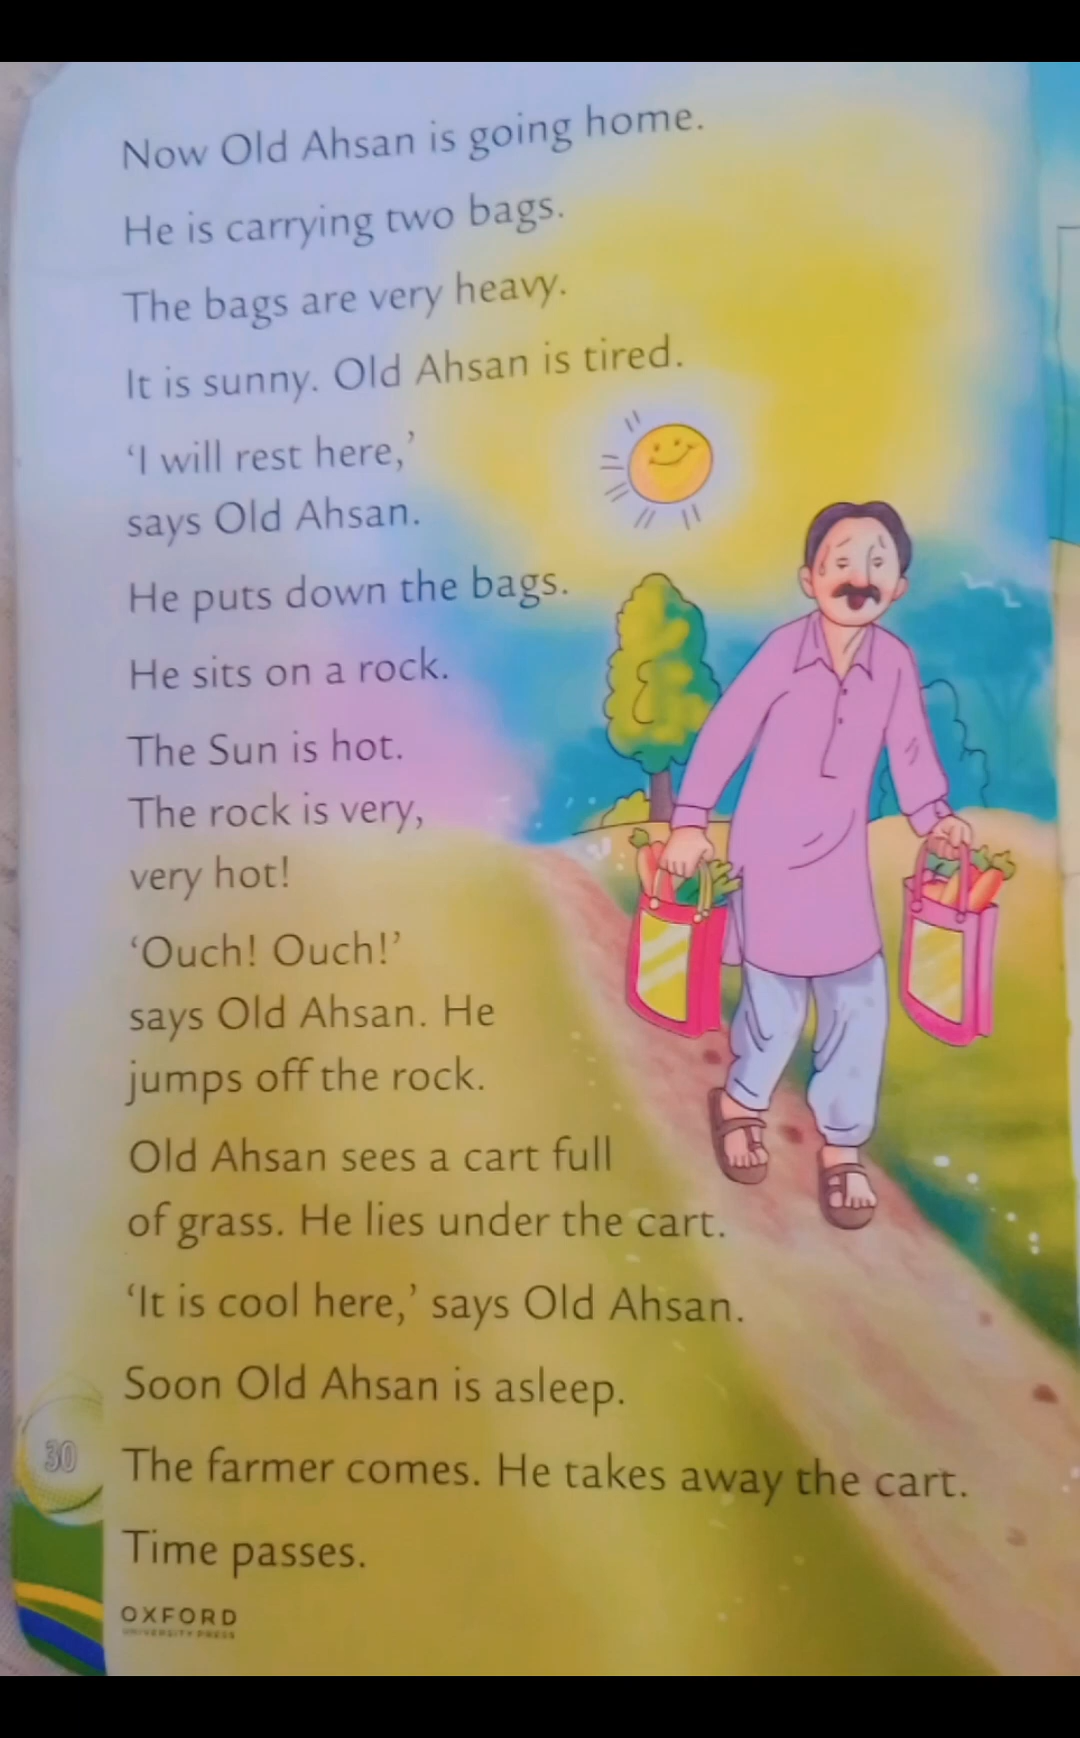 Now Old Ahsan is going home.
He is carrying two bags.
The bags are very heavy.
It is sunny. Old Ahsan is tired.
‘I will rest here,’
says Old Ahsan.
He puts down the bags.
He sits on a rock.
The Sun is hot.
The rock is very,
very hot!
‘Ouch! Ouch!’
says Old Ahsan. He
jumps off the rock.
Old Ahsan sees a cart full
of grass. He lies under the cart.
‘It is cool here,’ says Old Ahsan.
Soon Old Ahsan is asleep.
30
The farmer comes. He takes away the cart.
Time passes.
OXFORD
UNIVERSITY PRESS